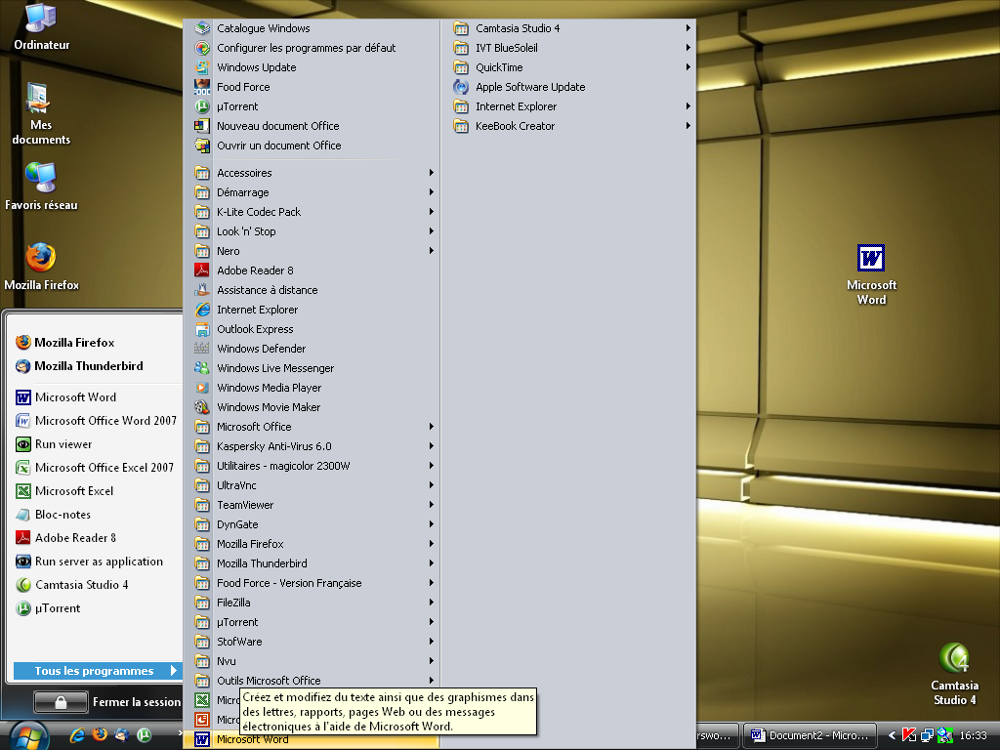 Ordinateur
Mes
documents
Favoris réseau
Mozilla Firefox
Mozilla Firefox
Mozilla Thunderbird
Microsoft Word
Microsoft Office Word 2007
Run viewer
Microsoft Office Excel 2007
Microsoft Excel
Bloc-notes
Adobe Reader 8
Run server as application
Camtasia Studio 4
µTorrent
Tous les programmes
Fermer la session
Catalogue Windows
Configurer les programmes par défaut
Windows Update
Food Force
µTorrent
Nouveau document Office
Ouvrir un document Office
Accessoires
Démarrage
K-Lite Codec Pack
Look 'n' Stop
Nero
Adobe Reader 8
Assistance à distance
Internet Explorer
Outlook Express
Windows Defender
Windows Live Messenger
Windows Media Player
Windows Movie Maker
Microsoft Office
Kaspersky Anti-Virus 6.0
Utilitaires - magicolor 2300W
UltraVnc
TeamViewer
DynGate
Mozilla Firefox
Mozilla Thunderbird
Food Force - Version Française
FileZilla
µTorrent
StofWare
Nvu
Outils Microsoft Office
Créez et modifiez du texte ainsi que des graphismes dans
des lettres, rapports, pages Web ou des messages
électroniques à l'aide de Microsoft Word.
Microsoft Word
Camtasia Studio 4
IVT BlueSoleil
QuickTime
Apple Software Update
Internet Explorer
KeeBook Creator
Microsoft
Word
Camtasia
Studio 4
Document2 - Micro...
16:33